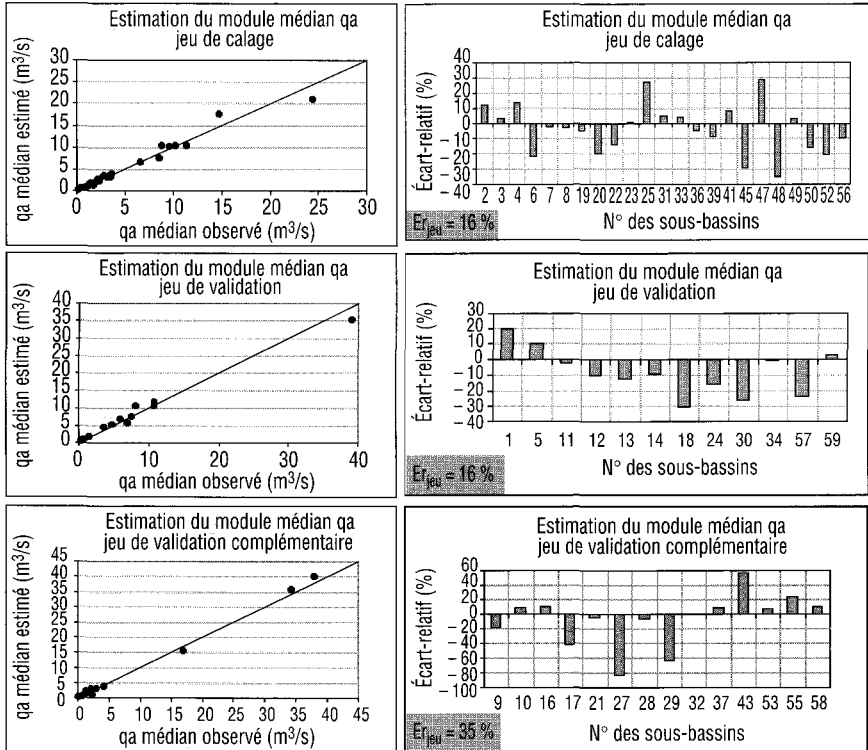 Estimation du module médian qa
jeu de calage
qa médian estimé (m³/s)
30
25
20
15
10
5
0
0 5 10 15 20 25 30
qa médian observé (m³/s)
Estimation du module médian qa
jeu de calage
Écart-relatif (%)
40
30
20
10
0
– 10
– 20
– 30
– 40
2 3 4 6 7 8 19 20 22 23 25 31 33 36 39 41 45 47 48 49 50 52 56
Er_jeu = 16 %
N° des sous-bassins
Estimation du module médian qa
jeu de validation
qa médian estimé (m³/s)
40
35
30
25
20
15
10
5
0
0 10 20 30 40
qa médian observé (m³/s)
Estimation du module médian qa
jeu de validation
Écart-relatif (%)
30
20
10
0
– 10
– 20
– 30
– 40
1 5 11 12 13 14 18 24 30 34 57 59
Er_jeu = 16 %
N° des sous-bassins
Estimation du module médian qa
jeu de validation complémentaire
qa médian estimé (m³/s)
45
40
35
30
25
20
15
10
5
0
0 5 10 15 20 25 30 35 40 45
qa médian observé (m³/s)
Estimation du module médian qa
jeu de validation complémentaire
Écart-relatif (%)
60
40
20
0
– 20
– 40
– 60
– 80
– 100
9 10 16 17 21 27 28 29 32 37 43 53 55 58
Er_jeu = 35 %
N° des sous-bassins